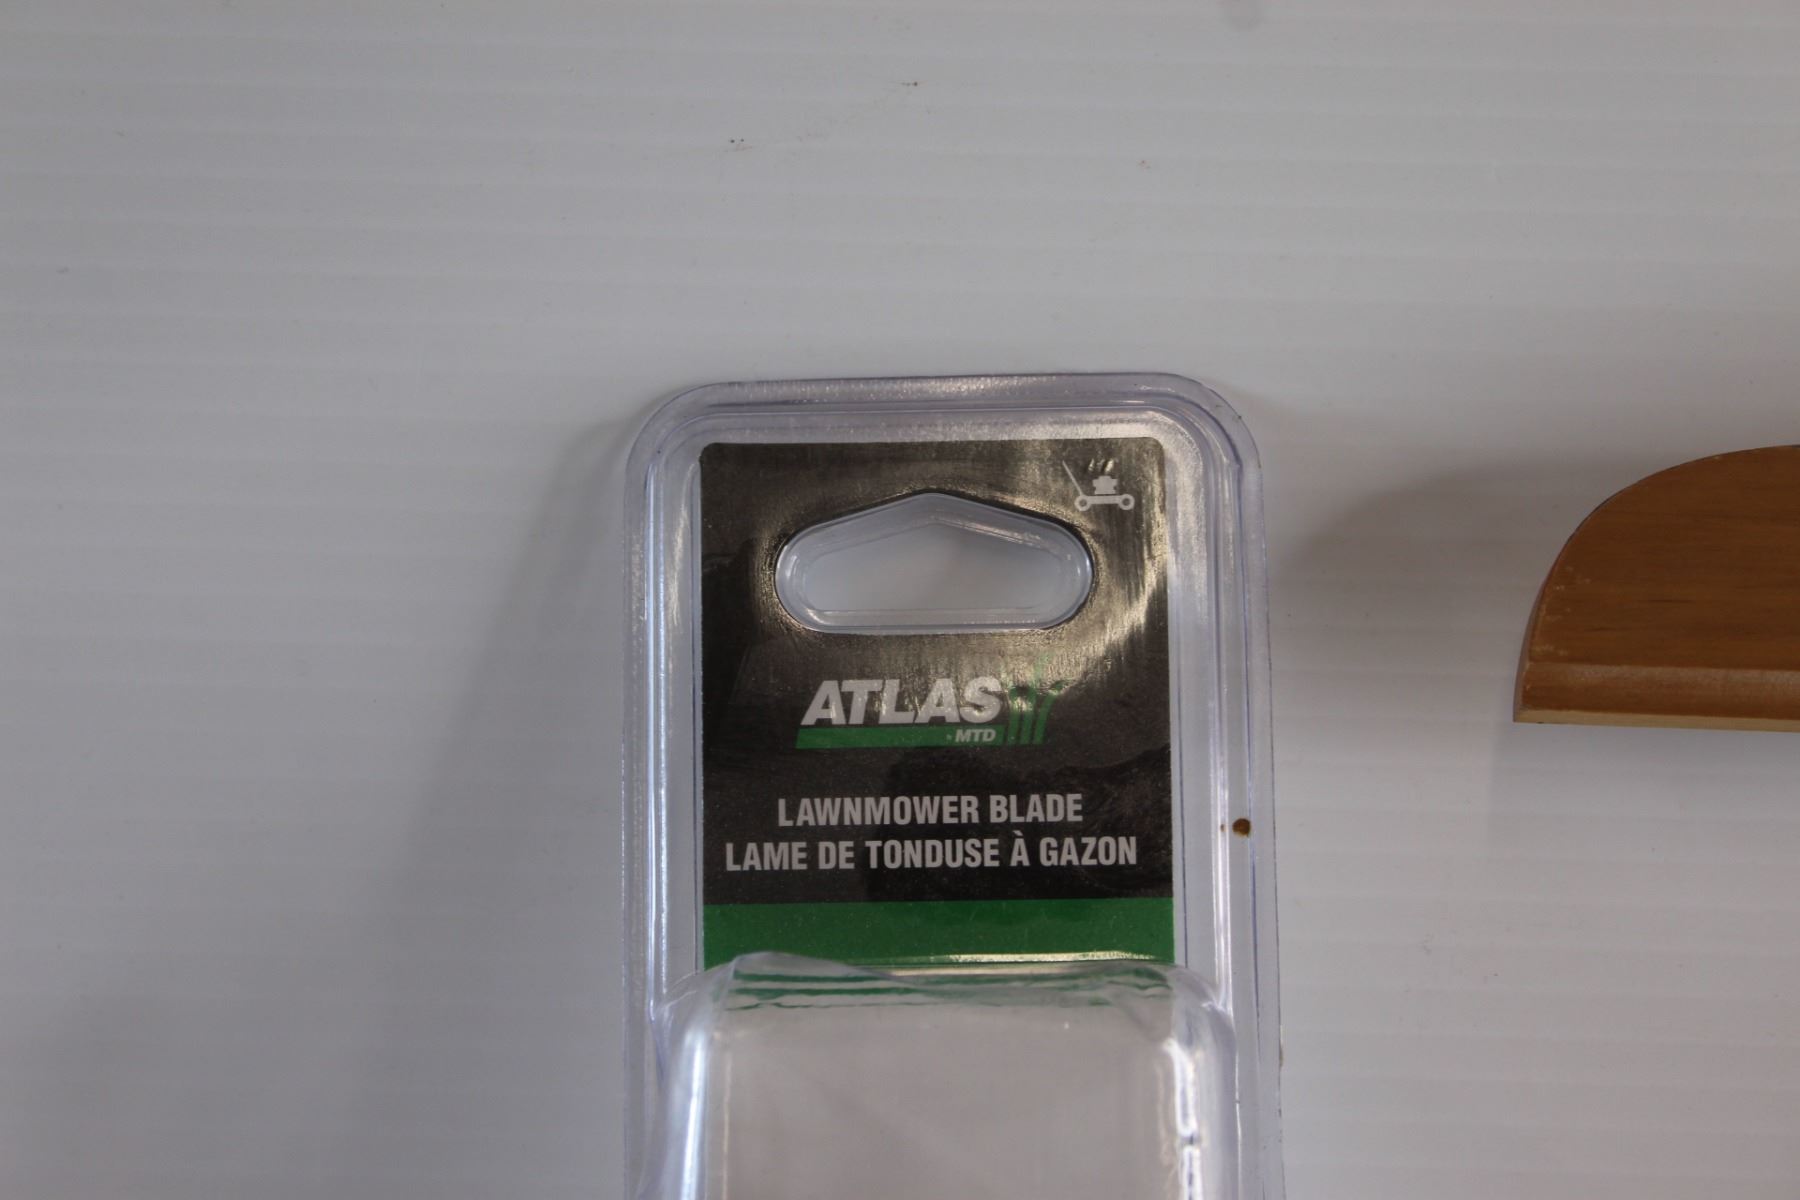 ATLAS
MTD
LAWNMOWER BLADE
LAME DE TONDUSE À GAZON